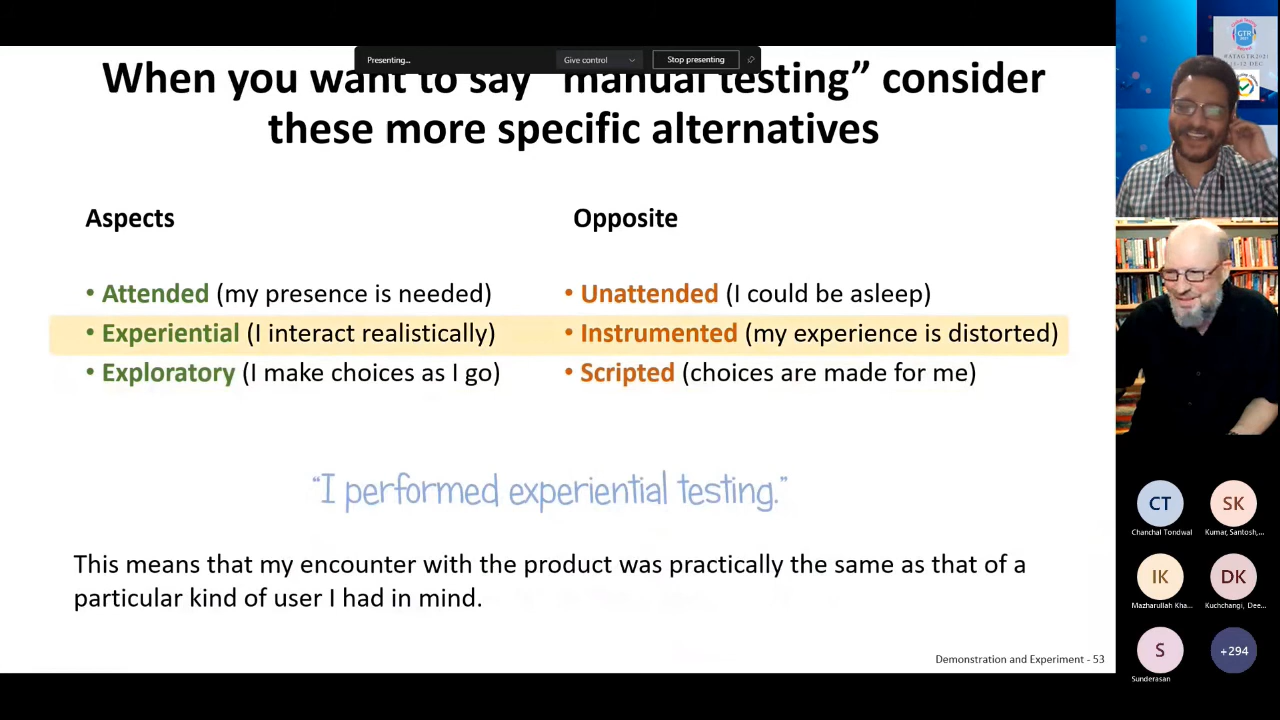 Presenting...
Give control
Stop presenting
When you want to say “manual testing” consider
these more specific alternatives
Aspects
Opposite
• Attended (my presence is needed)
• Unattended (I could be asleep)
• Experiential (I interact realistically)
• Instrumented (my experience is distorted)
• Exploratory (I make choices as I go)
• Scripted (choices are made for me)
“I performed experiential testing.”
This means that my encounter with the product was practically the same as that of a
particular kind of user I had in mind.
Demonstration and Experiment - 53
GTR
CT
SK
Chanchal Tondwal
Kumar, Santosh,...
IK
DK
Mazharullah Kha...
Kuchchangi, Dee...
S
+294
Sunderasan